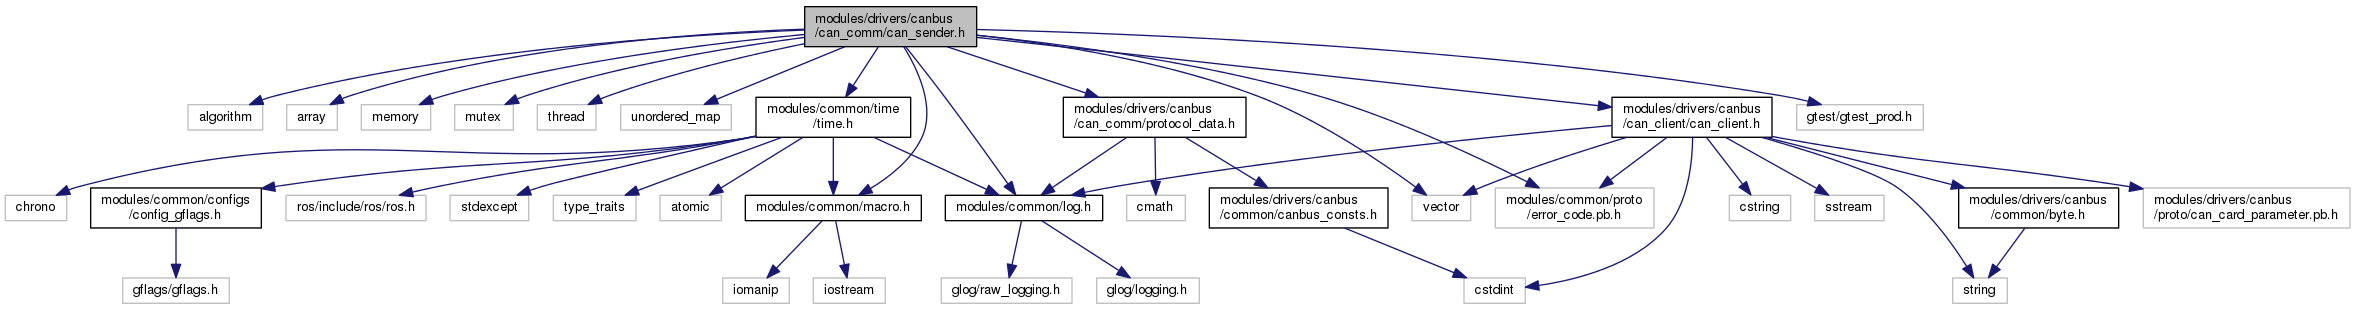 modules/drivers/canbus
/can_comm/can_sender.h
algorithm
array
memory
mutex
thread
unordered_map
modules/common/time
/time.h
modules/drivers/canbus
/can_comm/protocol_data.h
modules/drivers/canbus
/can_client/can_client.h
gtest/gtest_prod.h
chrono
modules/common/configs
/config_gflags.h
ros/include/ros/ros.h
stdexcept
type_traits
atomic
modules/common/macro.h
modules/common/log.h
cmath
modules/drivers/canbus
/common/canbus_consts.h
vector
modules/common/proto
/error_code.pb.h
cstring
sstream
modules/drivers/canbus
/common/byte.h
modules/drivers/canbus
/proto/can_card_parameter.pb.h
gflags/gflags.h
iomanip
iostream
glog/raw_logging.h
glog/logging.h
cstdint
string